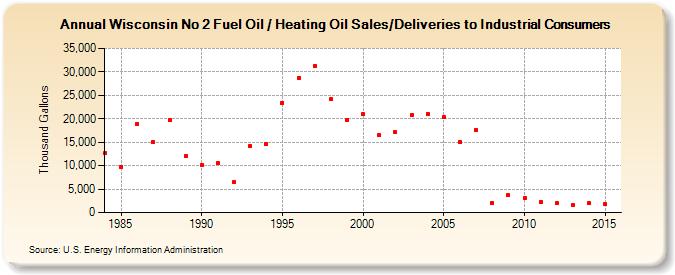 Annual Wisconsin No 2 Fuel Oil / Heating Oil Sales/Deliveries to Industrial Consumers
Thousand Gallons
35,000
30,000
25,000
20,000
15,000
10,000
5,000
0
1985 1990 1995 2000 2005 2010 2015
Source: U.S. Energy Information Administration